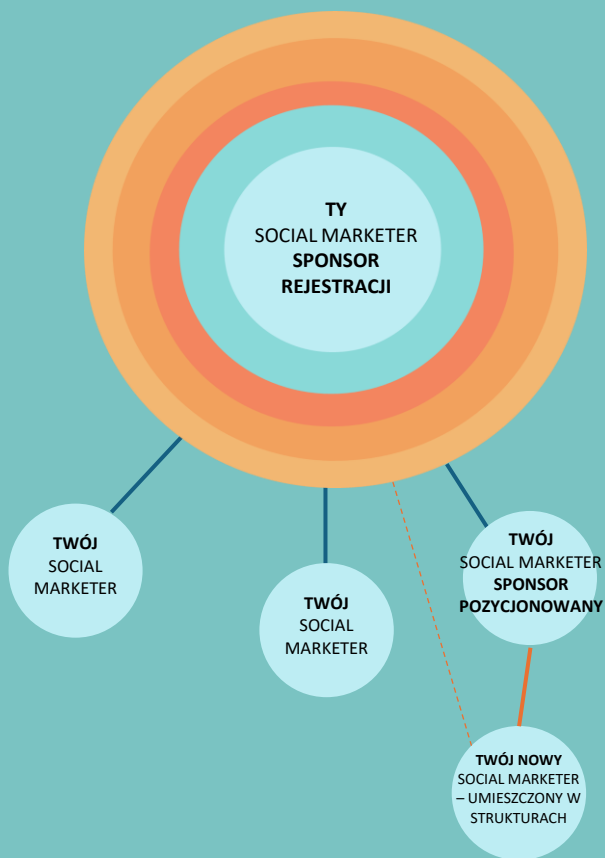 TY
SOCIAL MARKETER
SPONSOR
REJESTRACJI
TWÓJ
SOCIAL
MARKETER
TWÓJ
SOCIAL
MARKETER
TWÓJ
SOCIAL MARKETER
SPONSOR
POZYCJONOWANY
TWÓJ NOWY
SOCIAL MARKETER
– UMIESZCZONY W
STRUKTURACH